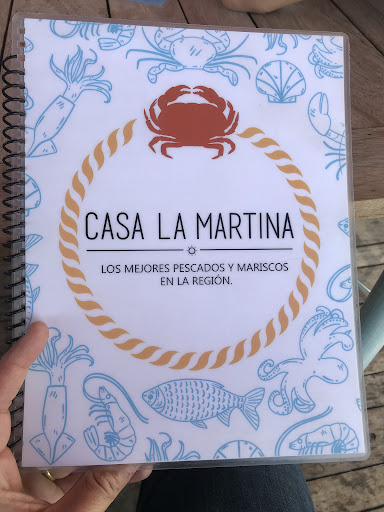 CASA LA MARTINA
LOS MEJORES PESCADOS Y MARISCOS
EN LA REGIÓN.